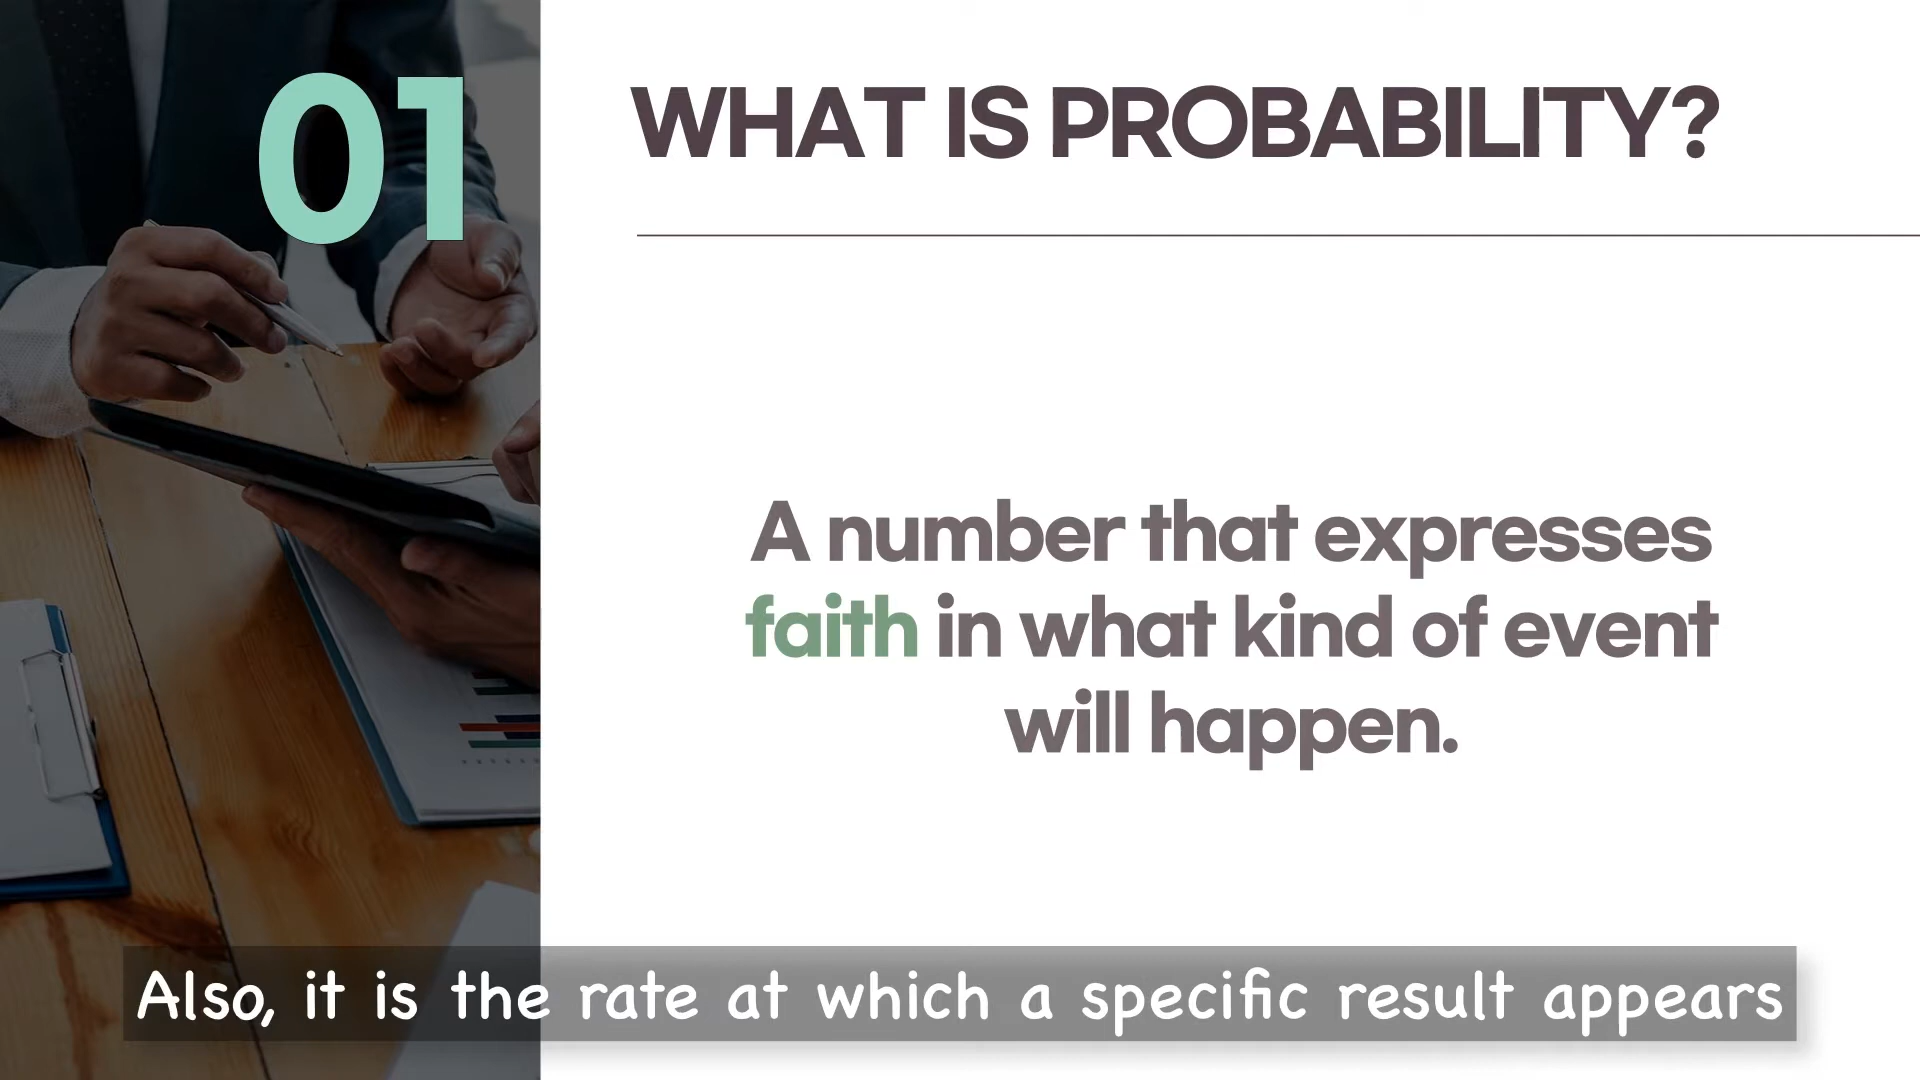 01
WHAT IS PROBABILITY?
A number that expresses
faith in what kind of event
will happen.
Also, it is the rate at which a specific result appears